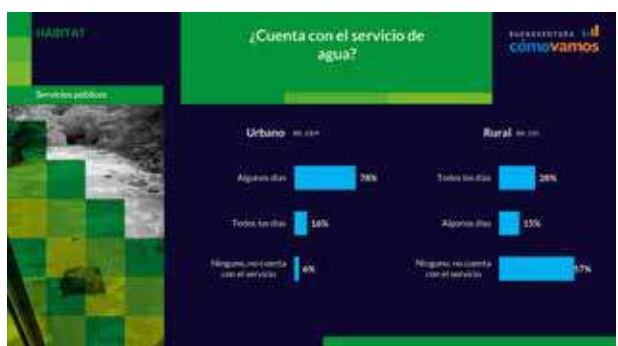 HÁBITAT
¿Cuenta con el servicio de
agua?
BUENAVENTURA
cómovamos
Servicios públicos
Urbano
Algunos días 78%
Todos los días 16%
Ninguno, no cuenta
con el servicio 6%
Rural
Todos los días 28%
Algunos días 15%
Ninguno, no cuenta
con el servicio 57%